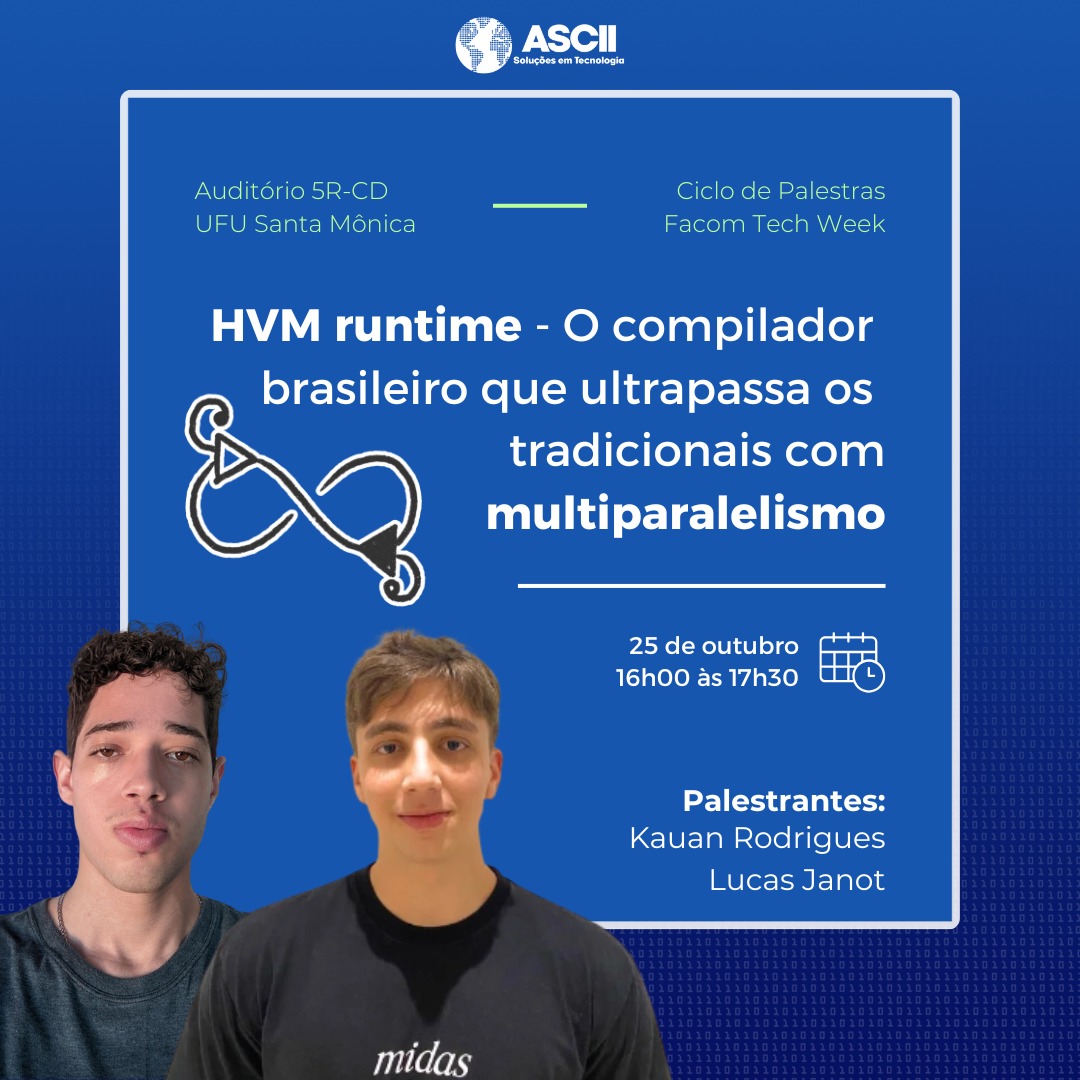 ASCII
Soluções em Tecnologia
Auditório 5R-CD
UFU Santa Mônica
Ciclo de Palestras
Facom Tech Week
HVM runtime - O compilador
brasileiro que ultrapassa os
tradicionais com
multiparalelismo
25 de outubro
16h00 às 17h30
Palestrantes:
Kauan Rodrigues
Lucas Janot
midas